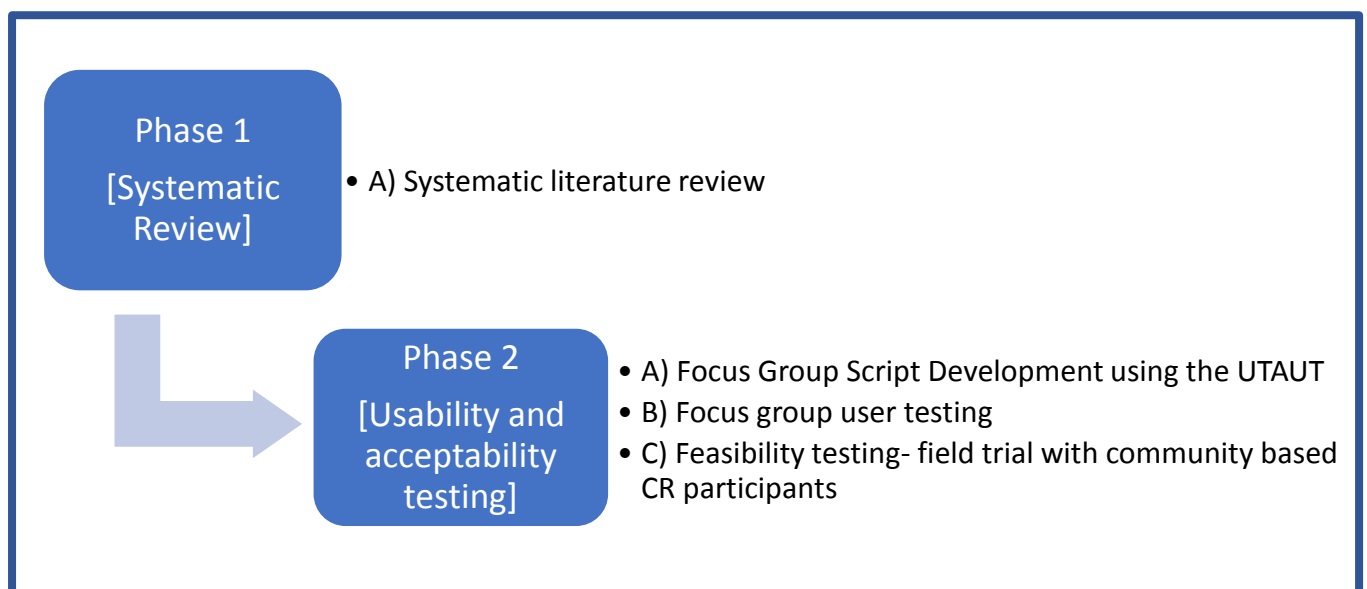 Phase 1
[Systematic
Review]
• A) Systematic literature review
Phase 2
[Usability and
acceptability
testing]
• A) Focus Group Script Development using the UTAUT
• B) Focus group user testing
• C) Feasibility testing- field trial with community based
CR participants